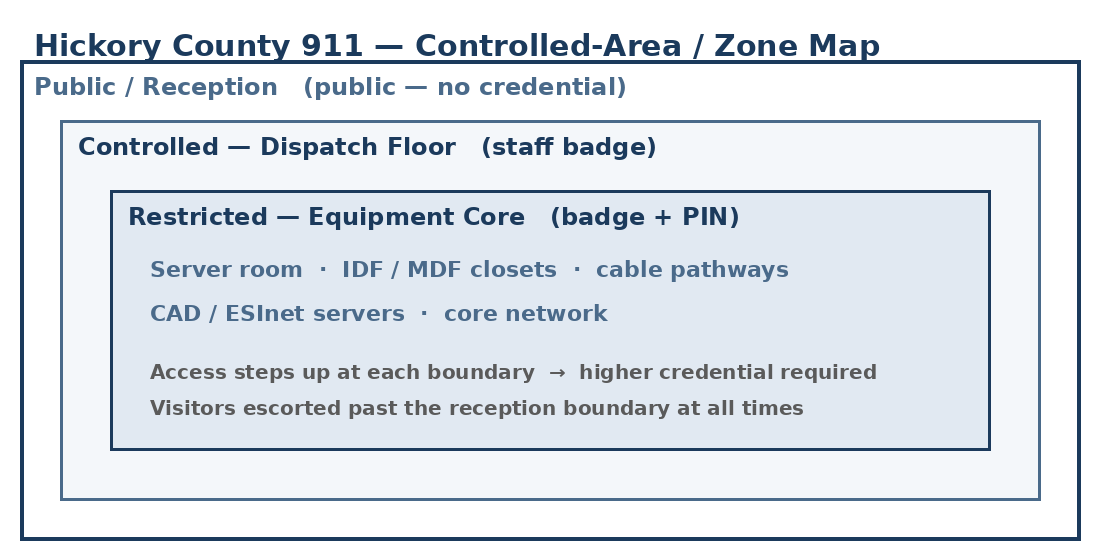 Hickory County 911 — Controlled-Area / Zone Map
Public / Reception (public — no credential)
Controlled — Dispatch Floor (staff badge)
Restricted — Equipment Core (badge + PIN)
Server room · IDF / MDF closets · cable pathways
CAD / ESInet servers · core network
Access steps up at each boundary → higher credential required
Visitors escorted past the reception boundary at all times